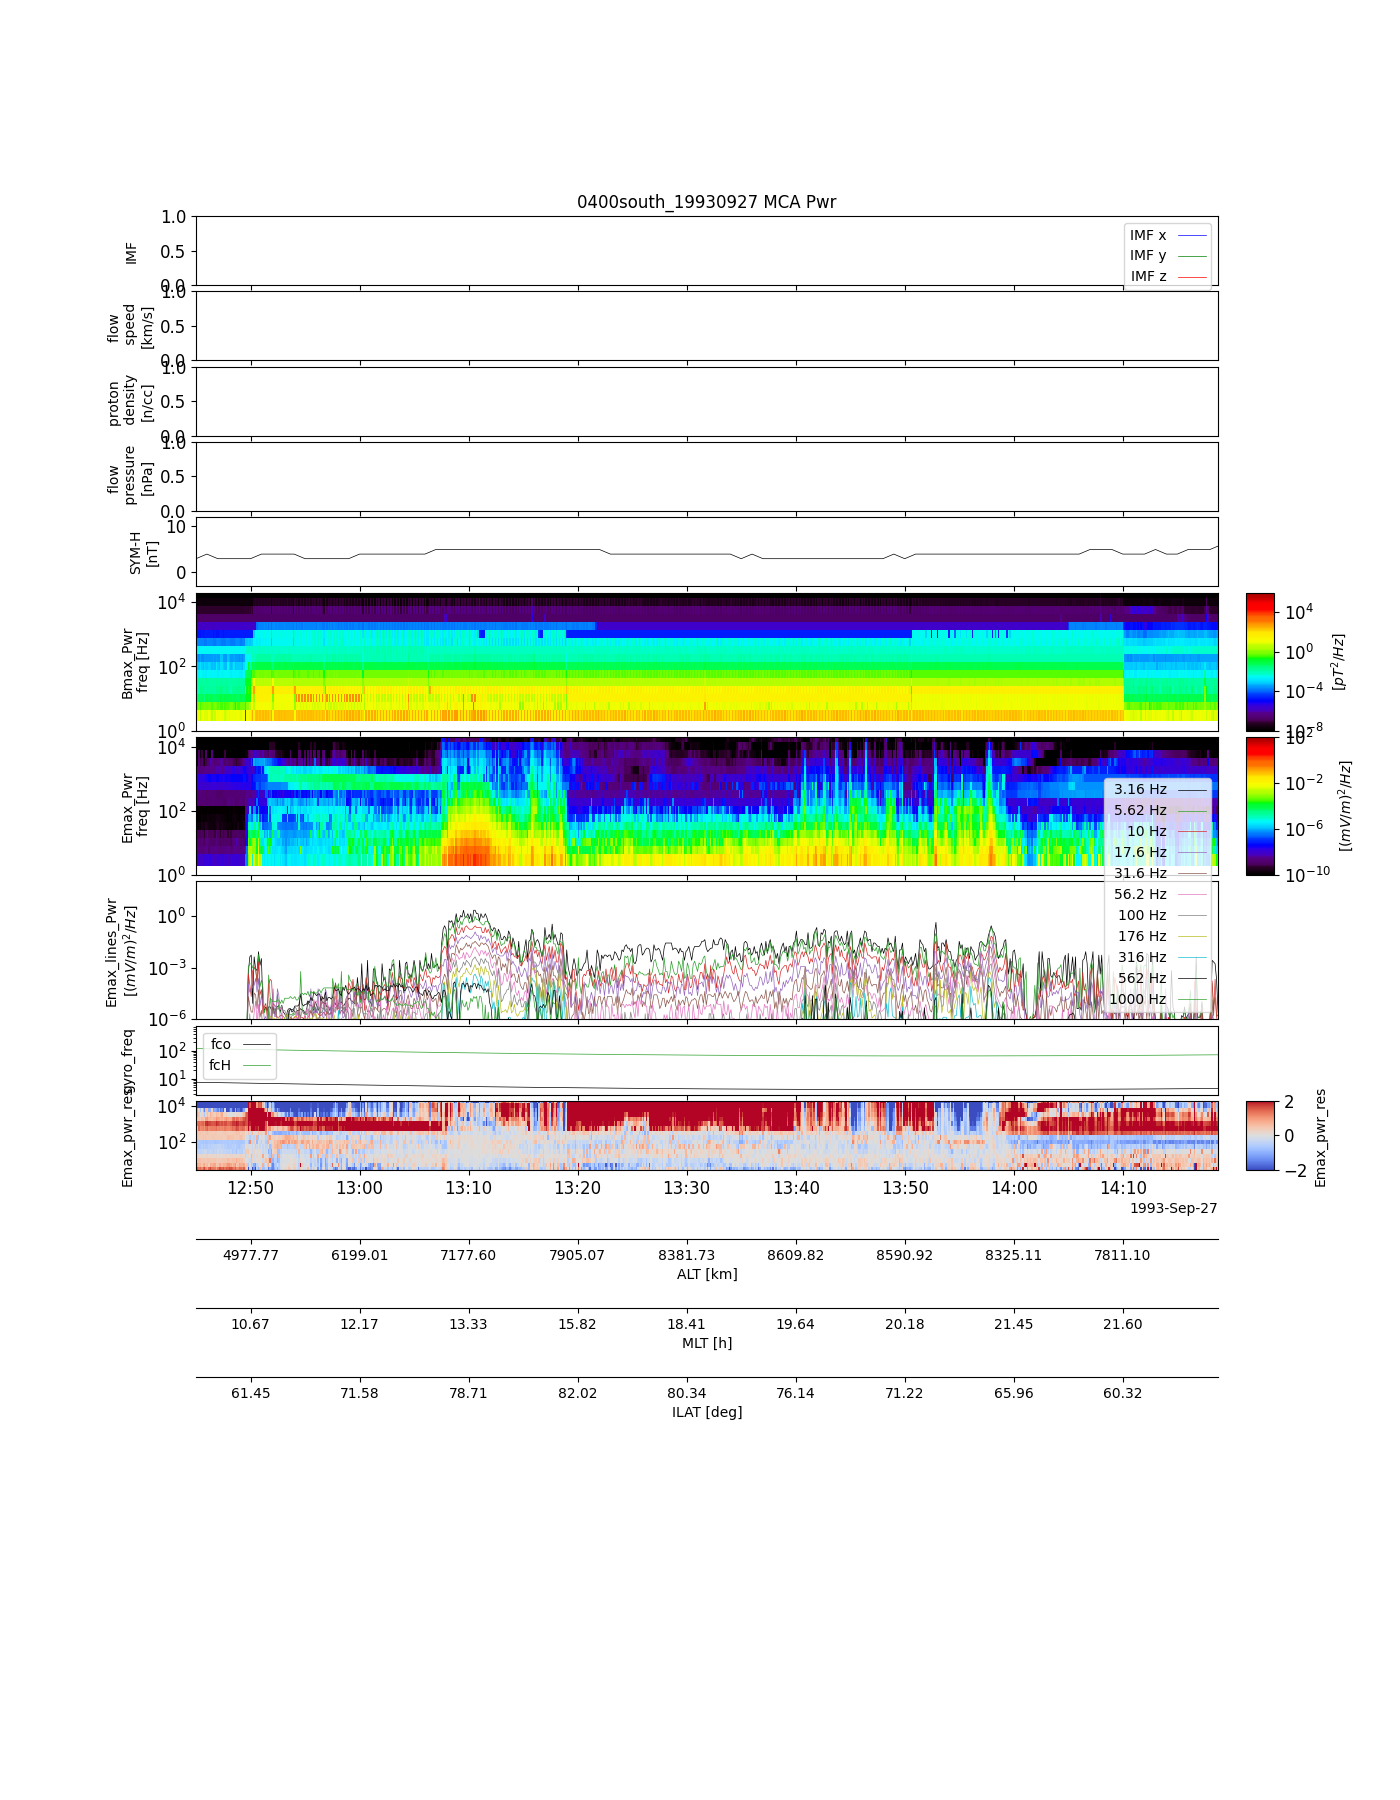 0400south_19930927 MCA Pwr
1.0
0.5
0.0
IMF
IMF x
IMF y
IMF z
1.0
0.5
0.0
flow
speed
[km/s]
1.0
0.5
0.0
proton
density
[n/cc]
1.0
0.5
0.0
flow
pressure
[nPa]
10
0
SYM-H
[nT]
10^4
10^2
10^0
Bmax_Pwr
freq [Hz]
10^4
10^0
10^-4
10^-8
[pT^2/Hz]
10^4
10^2
10^0
Emax_Pwr
freq [Hz]
10^2
10^-2
10^-6
10^-10
[(mV/m)^2/Hz]
3.16 Hz
5.62 Hz
10 Hz
17.6 Hz
31.6 Hz
56.2 Hz
100 Hz
176 Hz
316 Hz
562 Hz
1000 Hz
10^0
10^-3
10^-6
Emax_lines_Pwr
[(mV/m)^2/Hz]
10^2
10^1
gyro_freq
fco
fcH
10^4
10^2
Emax_pwr_res
2
0
−2
Emax_pwr_res
12:50 13:00 13:10 13:20 13:30 13:40 13:50 14:00 14:10
1993-Sep-27
4977.77 6199.01 7177.60 7905.07 8381.73 8609.82 8590.92 8325.11 7811.10
ALT [km]
10.67 12.17 13.33 15.82 18.41 19.64 20.18 21.45 21.60
MLT [h]
61.45 71.58 78.71 82.02 80.34 76.14 71.22 65.96 60.32
ILAT [deg]